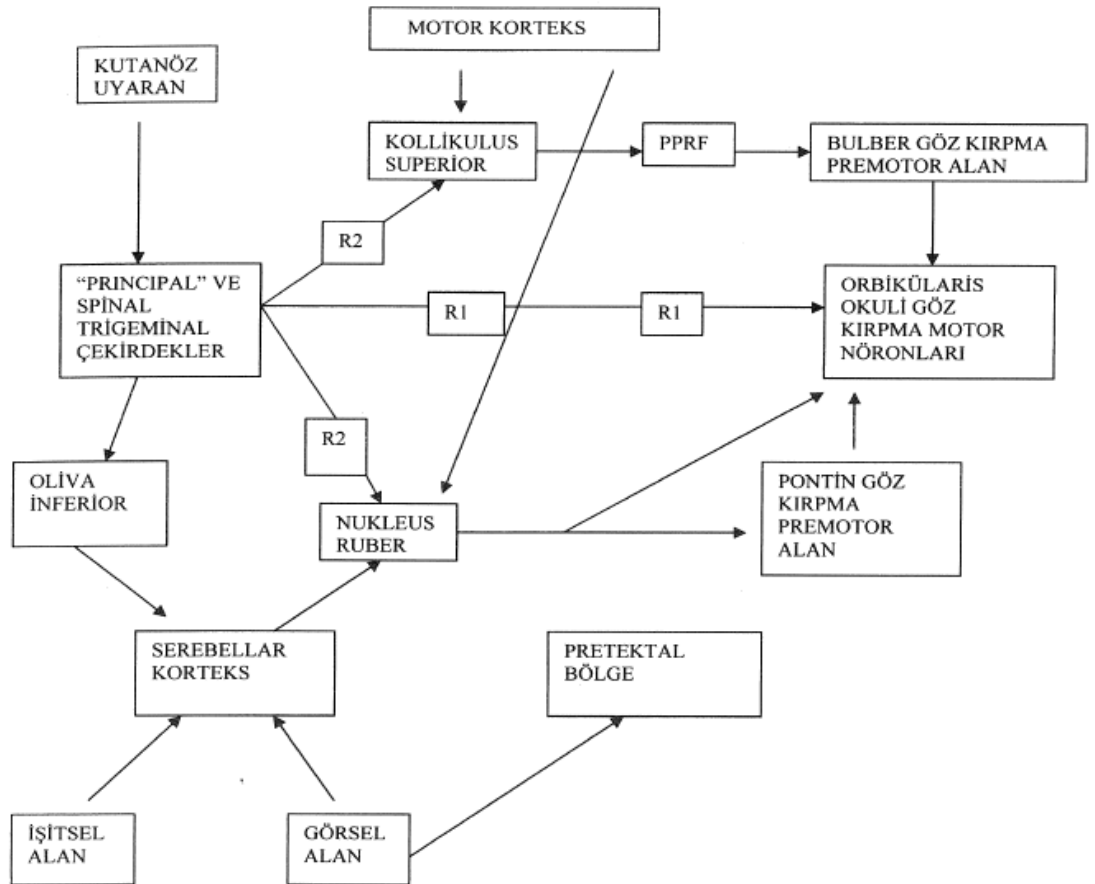 MOTOR KORTEKS
KUTANÖZ
UYARAN
KOLLİKULUS
SUPERİOR
PPRF
BULBER GÖZ KIRPMA
PREMOTOR ALAN
R2
“PRINCIPAL” VE
SPİNAL
TRİGEMİNAL
ÇEKİRDEKLER
R1
R1
ORBİKÜLARİS
OKULİ GÖZ
KIRPMA MOTOR
NÖRONLARI
R2
OLİVA
İNFERİOR
NUKLEUS
RUBER
PONTİN GÖZ
KIRPMA
PREMOTOR
ALAN
SEREBELLAR
KORTEKS
PRETEKTAL
BÖLGE
İŞİTSEL
ALAN
GÖRSEL
ALAN